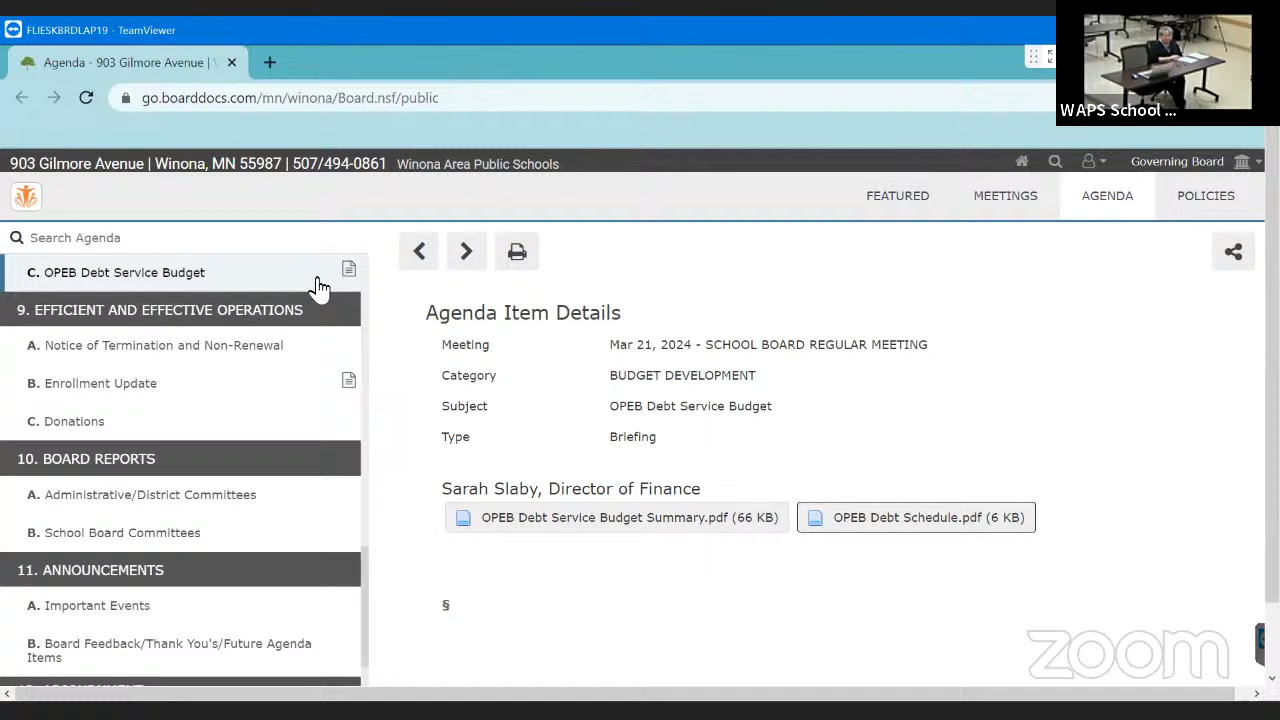 FLIESKBRDLAP19 - TeamViewer
Agenda - 903 Gilmore Avenue |
go.boarddocs.com/mn/winona/Board.nsf/public
WAPS School ...
903 Gilmore Avenue | Winona, MN 55987 | 507/494-0861 Winona Area Public Schools
Governing Board
FEATURED MEETINGS AGENDA POLICIES
Search Agenda
C. OPEB Debt Service Budget
9. EFFICIENT AND EFFECTIVE OPERATIONS
A. Notice of Termination and Non-Renewal
B. Enrollment Update
C. Donations
10. BOARD REPORTS
A. Administrative/District Committees
B. School Board Committees
11. ANNOUNCEMENTS
A. Important Events
B. Board Feedback/Thank You's/Future Agenda
Items
Agenda Item Details
Meeting Mar 21, 2024 - SCHOOL BOARD REGULAR MEETING
Category BUDGET DEVELOPMENT
Subject OPEB Debt Service Budget
Type Briefing
Sarah Slaby, Director of Finance
OPEB Debt Service Budget Summary.pdf (66 KB) OPEB Debt Schedule.pdf (6 KB)
§
zoom